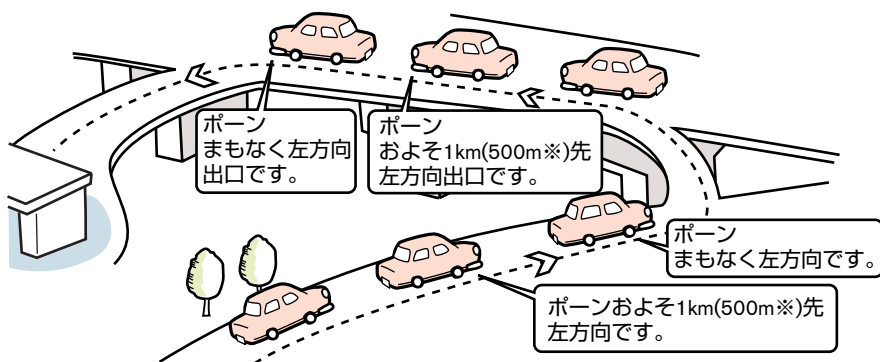 ポーン
まもなく左方向
出口です。
ポーン
およそ1km(500m※)先
左方向出口です。
ポーン
まもなく左方向です。
ポーンおよそ1km(500m※)先
左方向です。